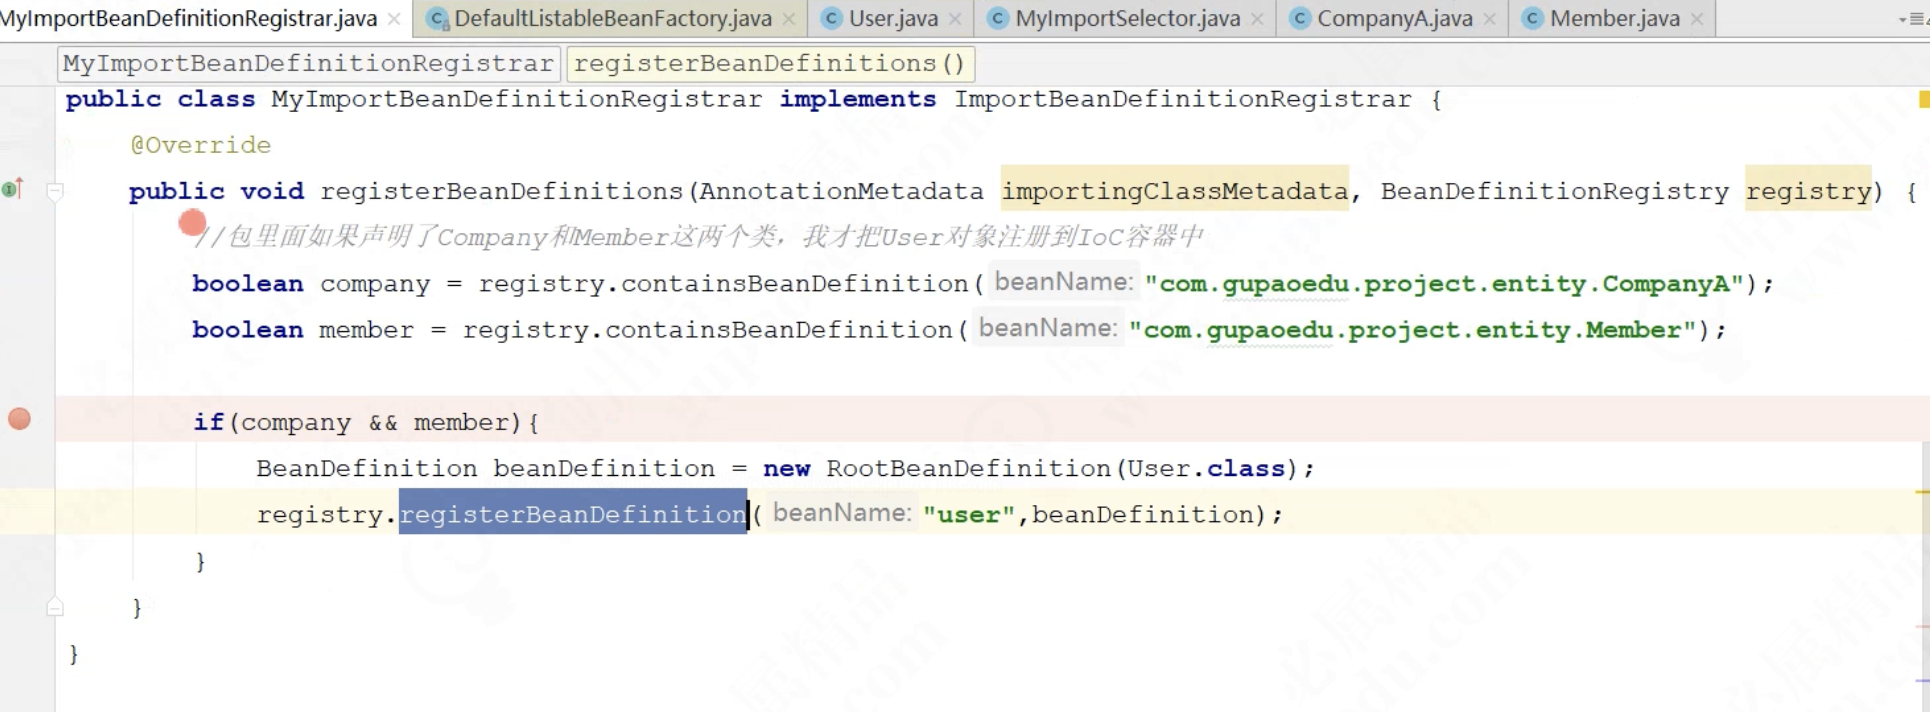 MyImportBeanDefinitionRegistrar.java DefaultListableBeanFactory.java User.java MyImportSelector.java CompanyA.java Member.java
MyImportBeanDefinitionRegistrar registerBeanDefinitions()
public class MyImportBeanDefinitionRegistrar implements ImportBeanDefinitionRegistrar {
@Override
public void registerBeanDefinitions(AnnotationMetadata importingClassMetadata, BeanDefinitionRegistry registry) {
//包里面如果声明了Company和Member这两个类，我才把User对象注册到IoC容器中
boolean company = registry.containsBeanDefinition( beanName: "com.gupaoedu.project.entity.CompanyA");
boolean member = registry.containsBeanDefinition( beanName: "com.gupaoedu.project.entity.Member");
if(company && member){
BeanDefinition beanDefinition = new RootBeanDefinition(User.class);
registry.registerBeanDefinition( beanName: "user",beanDefinition);
}
}
}